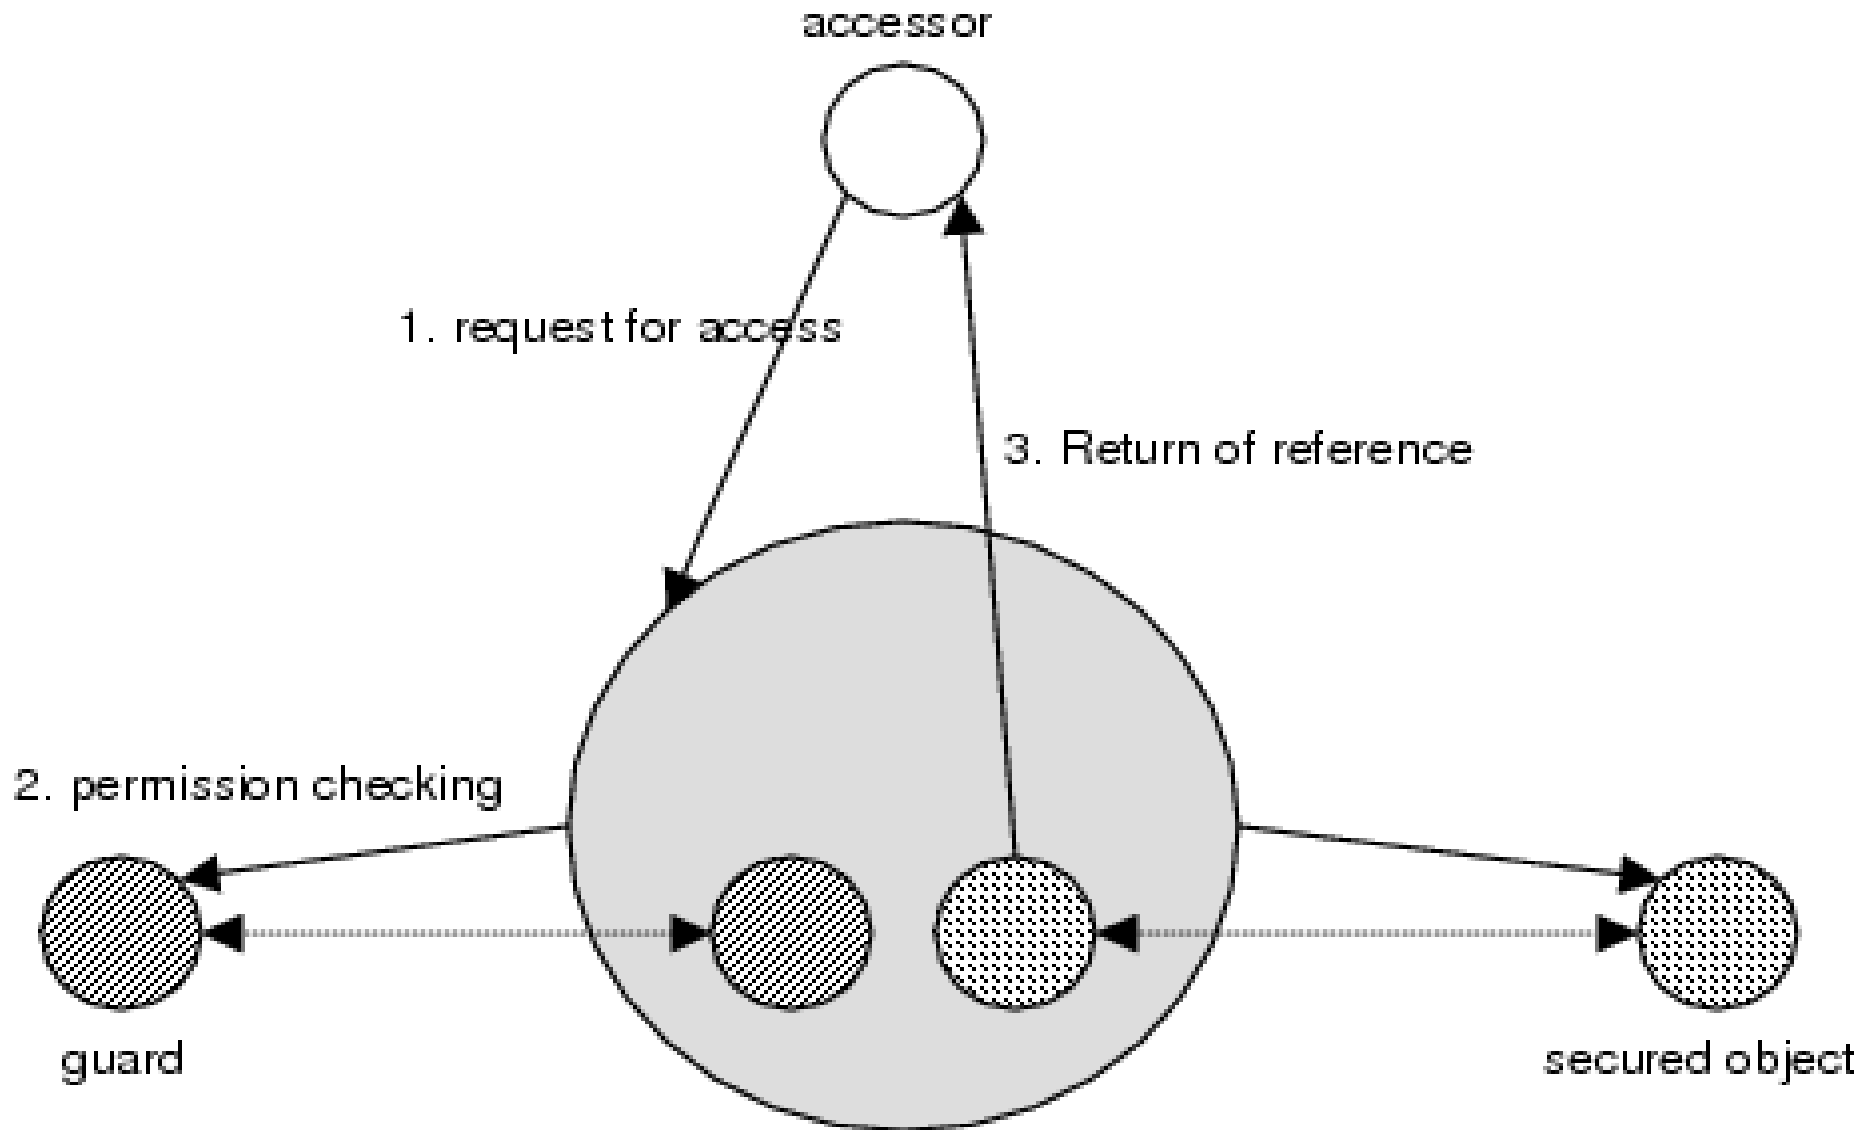 accessor
1. request for access
3. Return of reference
2. permission checking
guard
secured object